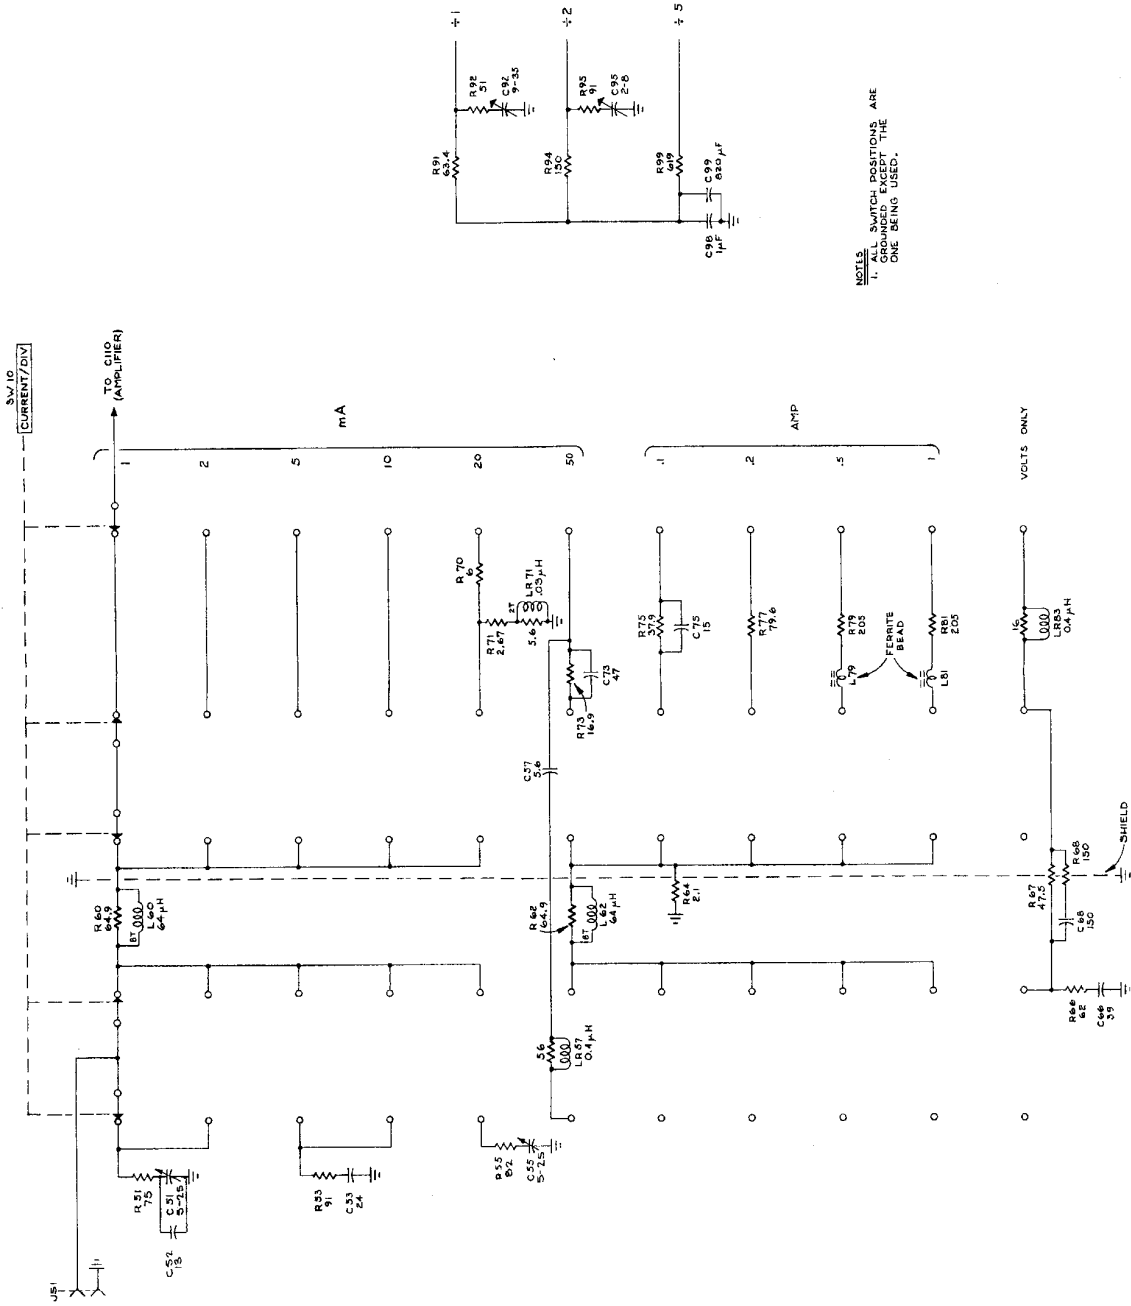 ÷1
÷2
÷5
R92
51
C92
9-35
R95
91
C95
2-8
R91
63.4
R94
150
R99
619
C99
820µF
C98
1µF
NOTES
1. ALL SWITCH POSITIONS ARE
GROUNDED EXCEPT THE
ONE BEING USED.
SW10
CURRENT/DIV
TO C110
(AMPLIFIER)
mA
1
2
5
10
20
50
AMP
.1
.2
.5
1
VOLTS ONLY
R70
6
R71
2.67
2T
LR71
.03µH
5.6
R73
16.9
C73
47
R75
37.9
C75
15
R77
79.6
R79
205
L79
FERRITE
BEAD
R81
205
L81
16
LR83
0.4µH
C57
5.6
R60
64.9
8T
L60
64µH
R62
64.9
8T
L62
64µH
R64
2.1
R67
47.5
R68
150
C68
150
SHIELD
R66
62
C66
39
56
LR57
0.4µH
R51
75
C51
5-25
C52
13
R53
91
C53
24
R55
82
C55
5-25
J51